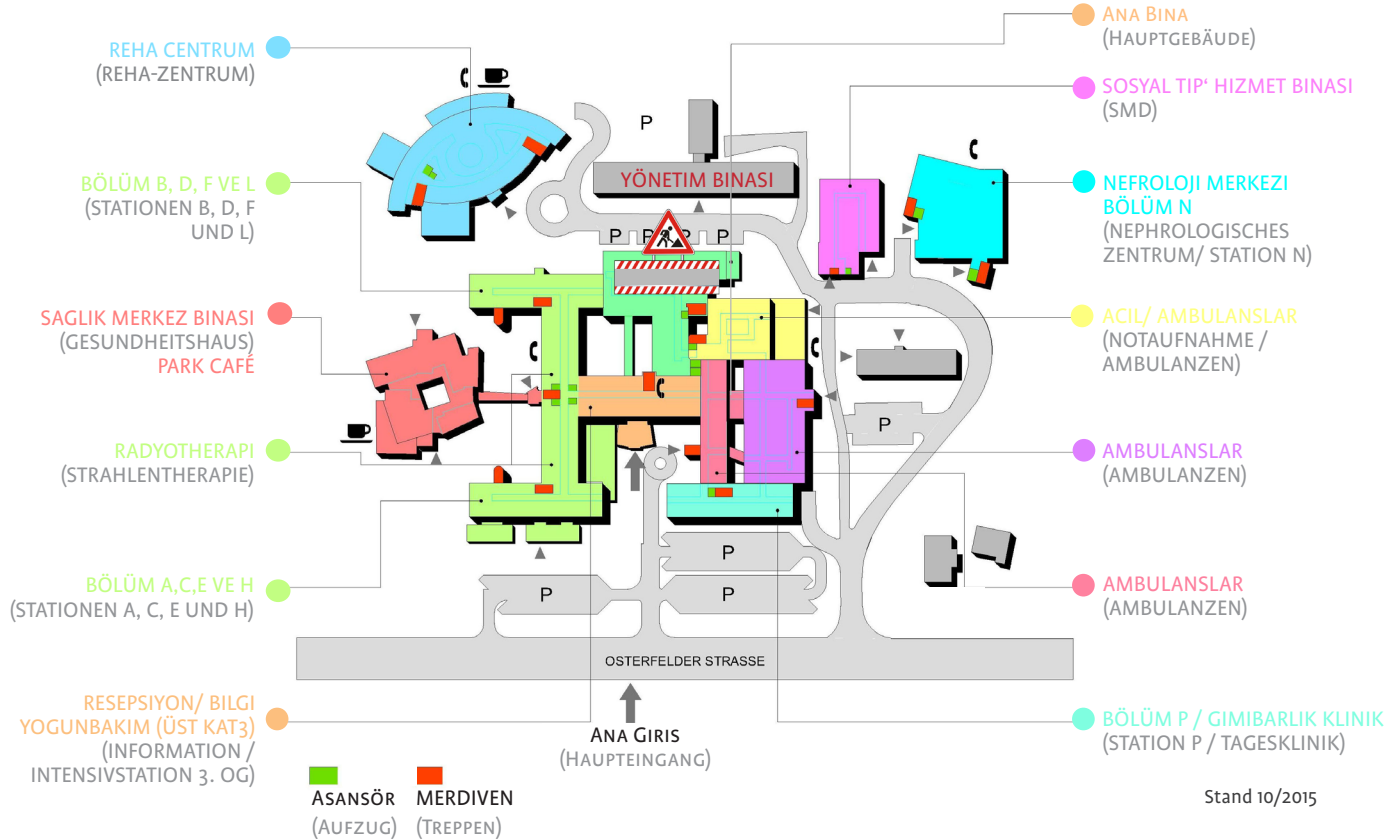 REHA CENTRUM
(REHA-ZENTRUM)
BÖLÜM B, D, F VE L
(STATIONEN B, D, F
UND L)
SAGLIK MERKEZ BINASI
(GESUNDHEITSHAUS)
PARK CAFÉ
RADYOTHERAPI
(STRAHLENTHERAPIE)
BÖLÜM A,C,E VE H
(STATIONEN A, C, E UND H)
RESEPSIYON/ BILGI
YOGUNBAKIM (ÜST KAT3)
(INFORMATION /
INTENSIVSTATION 3. OG)
P
YÖNETIM BINASI
P P P P
P
P
P
P
OSTERFELDER STRASSE
ANA GIRIS
(HAUPTEINGANG)
ASANSÖR
(AUFZUG)
MERDIVEN
(TREPPEN)
ANA BINA
(HAUPTGEBÄUDE)
SOSYAL TIP‘ HIZMET BINASI
(SMD)
NEFROLOJI MERKEZI
BÖLÜM N
(NEPHROLOGISCHES
ZENTRUM/ STATION N)
ACIL/ AMBULANSLAR
(NOTAUFNAHME /
AMBULANZEN)
AMBULANSLAR
(AMBULANZEN)
AMBULANSLAR
(AMBULANZEN)
BÖLÜM P / GIMIBARLIK KLINIK
(STATION P / TAGESKLINIK)
Stand 10/2015